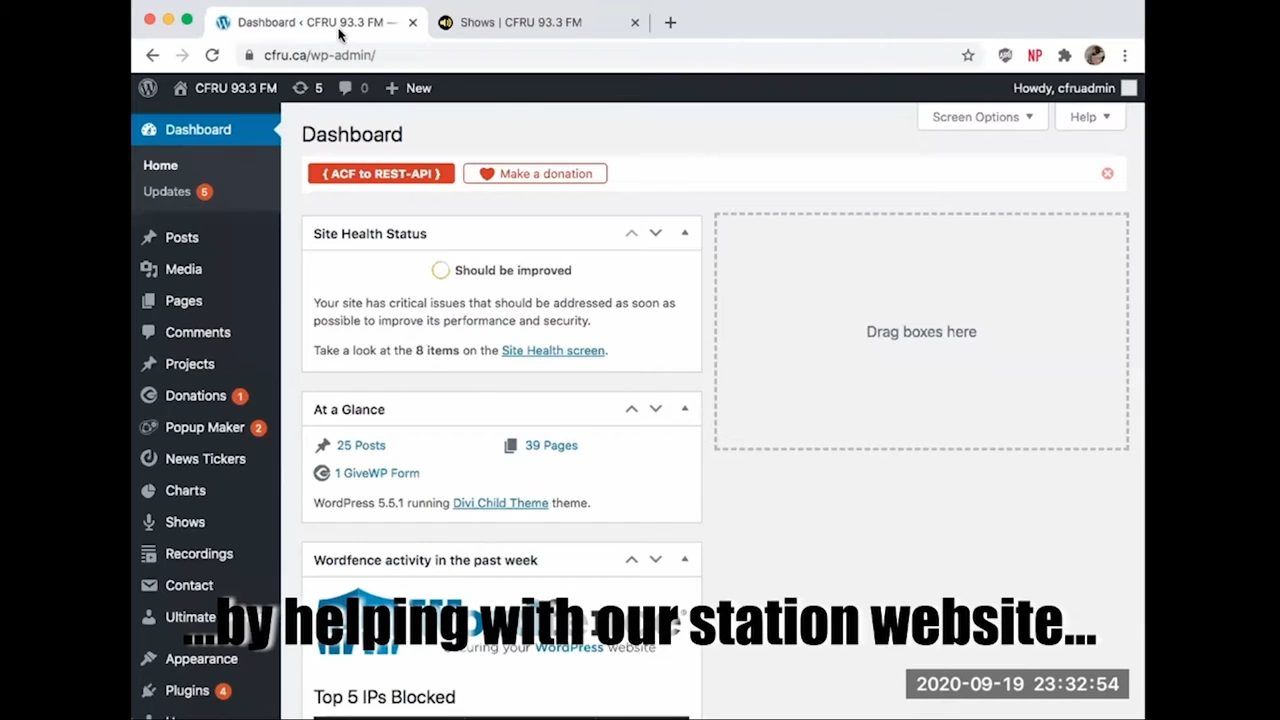 Dashboard ‹ CFRU 93.3 FM —
Shows | CFRU 93.3 FM
cfru.ca/wp-admin/
NP
CFRU 93.3 FM
5
0
New
Howdy, cfruadmin
Dashboard
Home
Updates 5
Posts
Media
Pages
Comments
Projects
Donations 1
Popup Maker 2
News Tickers
Charts
Shows
Recordings
Contact
Ultimate
Appearance
Plugins 4
Screen Options
Help
Dashboard
{ ACF to REST-API }
Make a donation
Site Health Status
Should be improved
Your site has critical issues that should be addressed as soon as
possible to improve its performance and security.
Take a look at the 8 items on the Site Health screen.
Drag boxes here
At a Glance
25 Posts
39 Pages
1 GiveWP Form
WordPress 5.5.1 running Divi Child Theme theme.
Wordfence activity in the past week
...by helping with our station website...
Securing your WordPress website
Top 5 IPs Blocked
2020-09-19 23:32:54